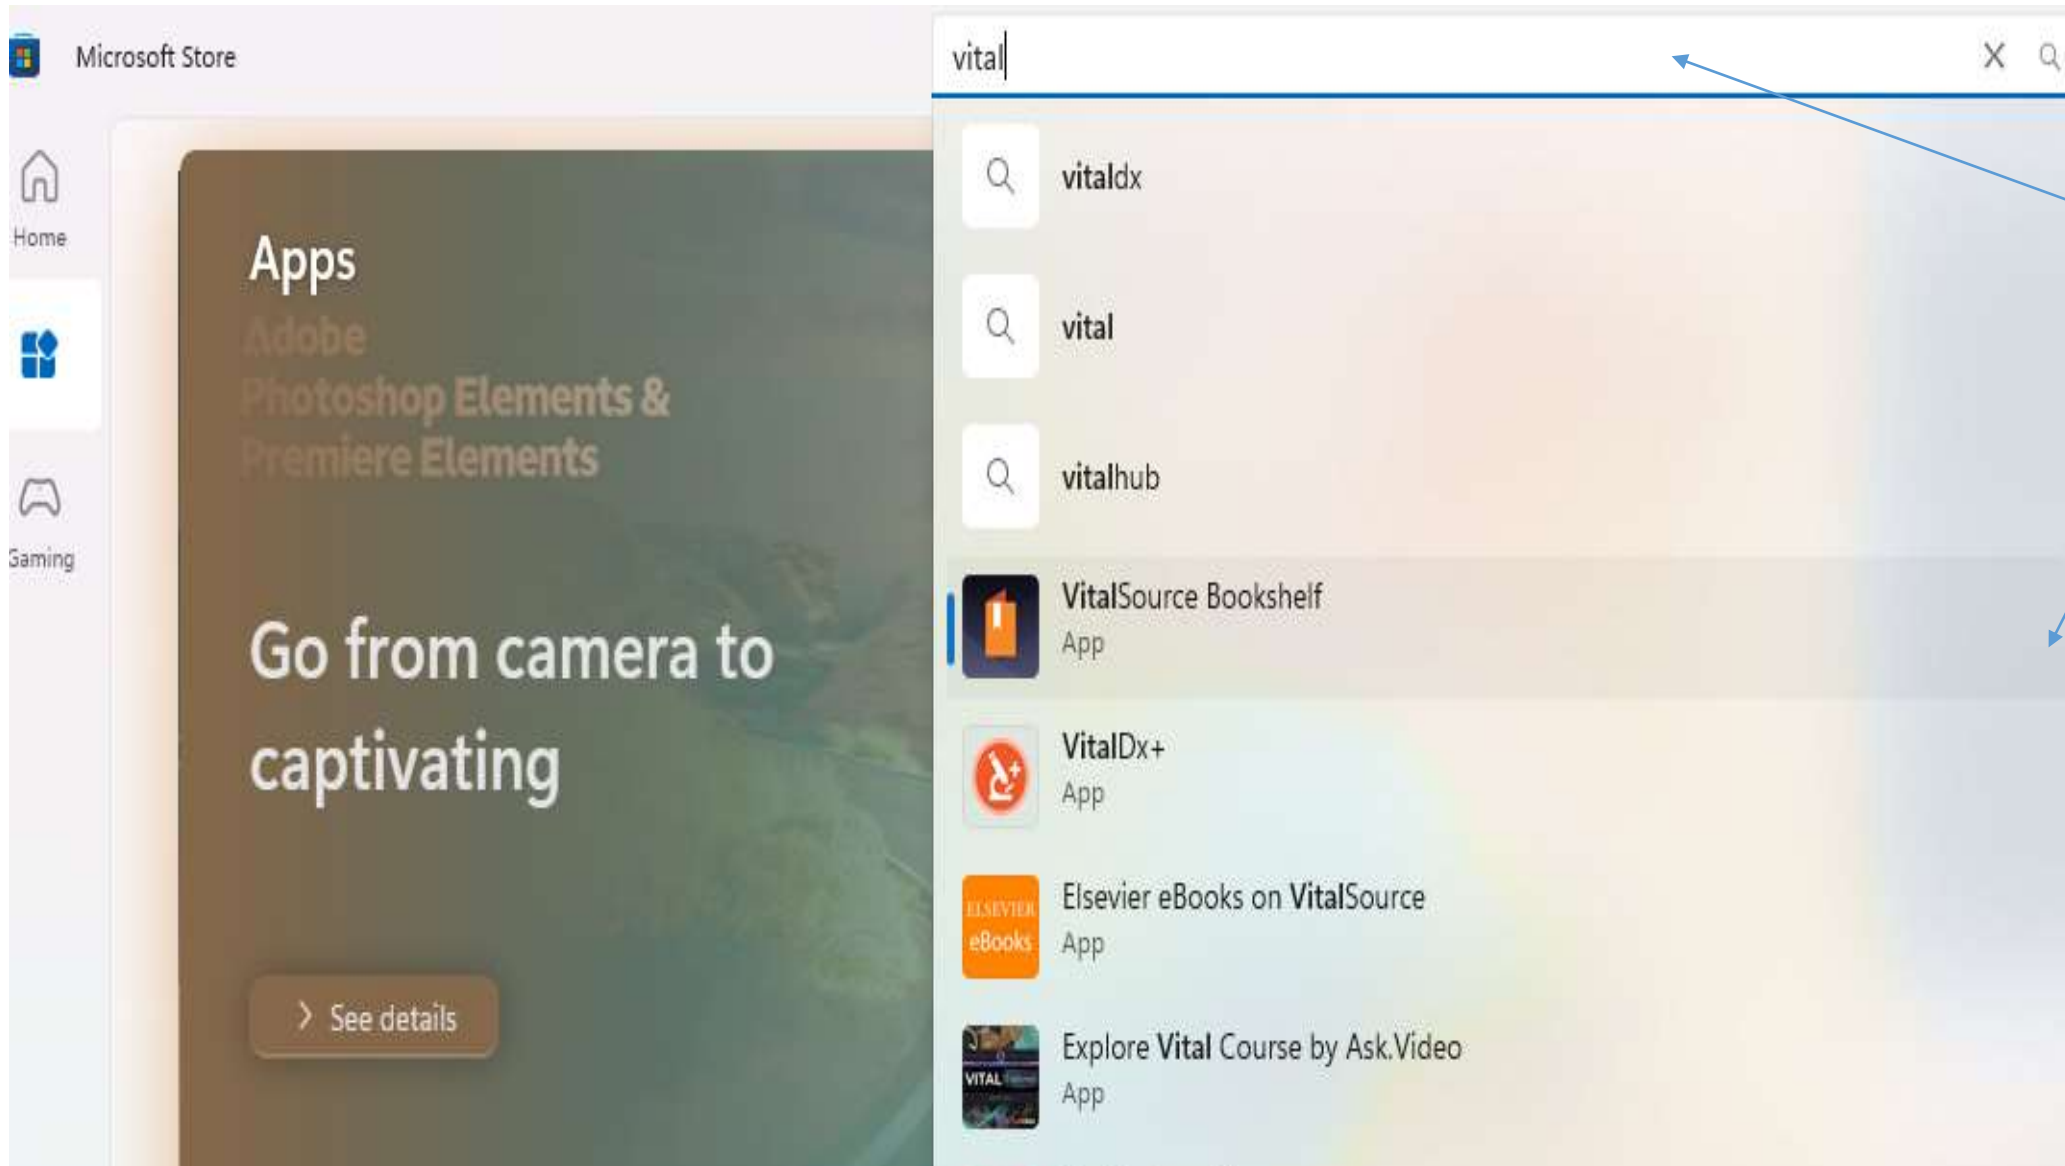 Microsoft Store
vital
Home
Gaming
Apps
Adobe
Photoshop Elements &
Premiere Elements
Go from camera to
captivating
See details
vitaldx
vital
vitalhub
VitalSource Bookshelf
App
VitalDx+
App
ELSEVIER
eBooks
Elsevier eBooks on VitalSource
App
VITAL
Explore Vital Course by Ask.Video
App